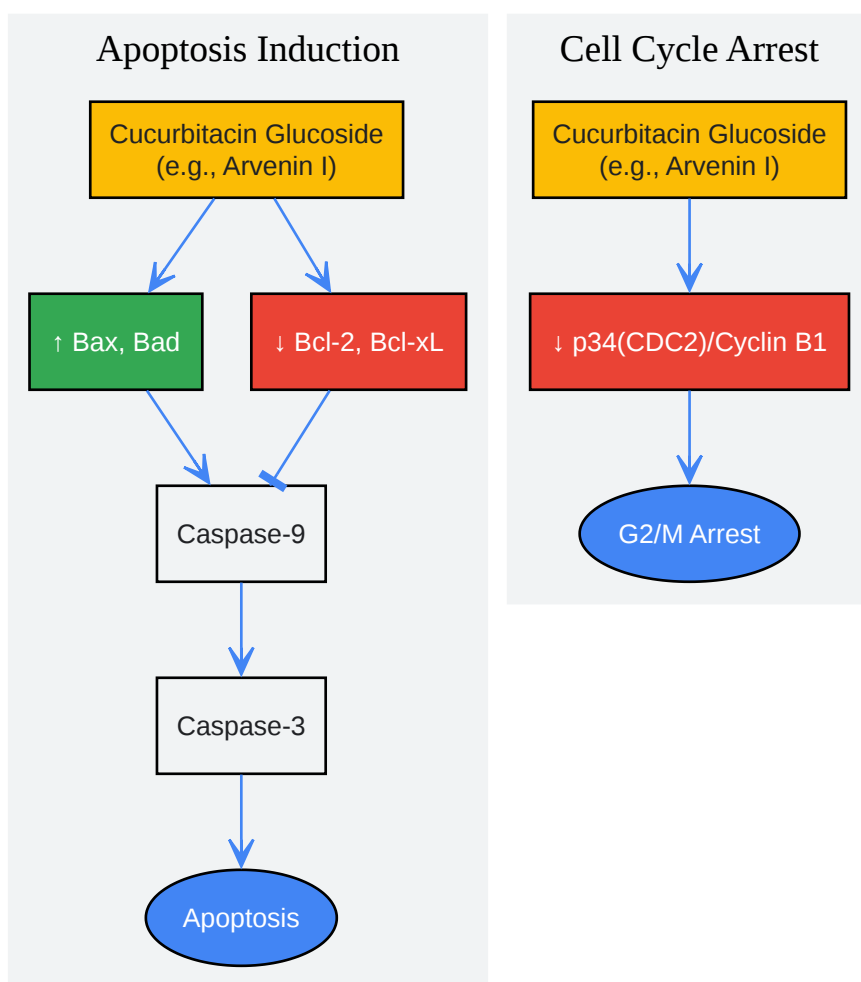 Apoptosis Induction
Cucurbitacin Glucoside
(e.g., Arvenin I)
↑ Bax, Bad
↓ Bcl-2, Bcl-xL
Caspase-9
Caspase-3
Apoptosis
Cell Cycle Arrest
Cucurbitacin Glucoside
(e.g., Arvenin I)
↓ p34(CDC2)/Cyclin B1
G2/M Arrest